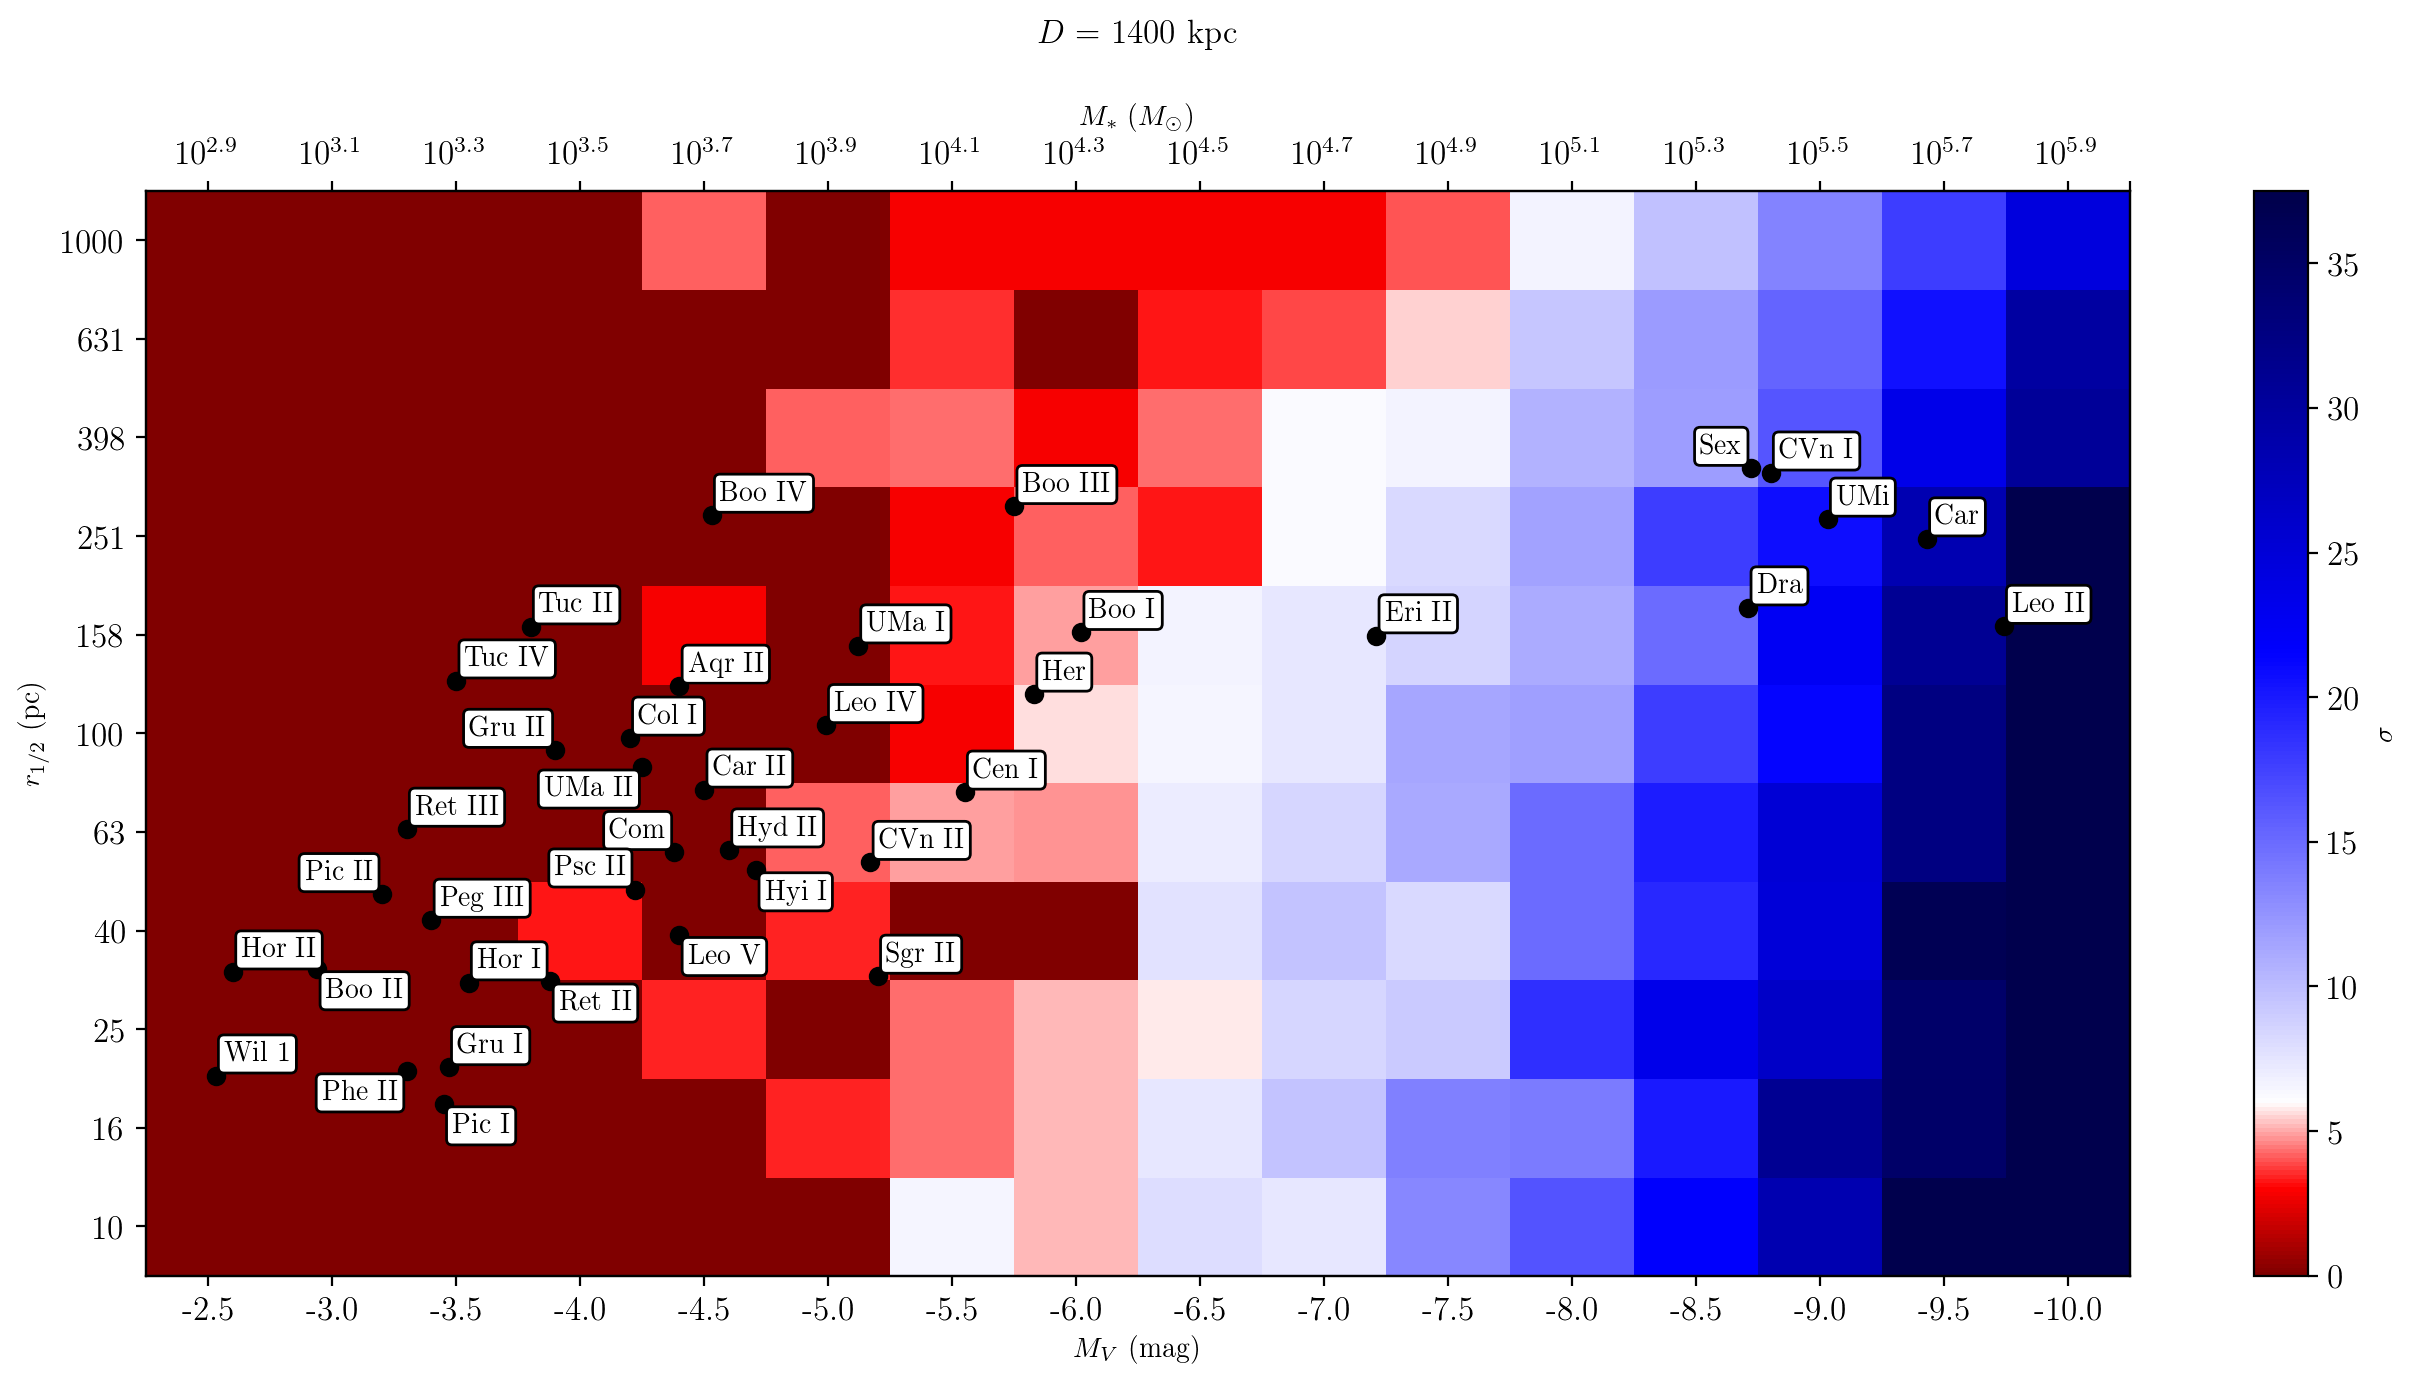 D = 1400 kpc
M_* (M_⊙)
10^2.9 10^3.1 10^3.3 10^3.5 10^3.7 10^3.9 10^4.1 10^4.3 10^4.5 10^4.7 10^4.9 10^5.1 10^5.3 10^5.5 10^5.7 10^5.9
1000
631
398
251
158
100
63
40
25
16
10
r_1/2 (pc)
Sex
CVn I
Boo IV
Boo III
UMi
Car
Dra
Tuc II
Leo II
Boo I
Eri II
UMa I
Tuc IV
Aqr II
Her
Leo IV
Col I
Gru II
Car II
Cen I
UMa II
Ret III
Com
Hyd II
CVn II
Psc II
Pic II
Hyi I
Peg III
Hor II
Leo V
Sgr II
Hor I
Boo II
Ret II
Gru I
Wil 1
Phe II
Pic I
-2.5 -3.0 -3.5 -4.0 -4.5 -5.0 -5.5 -6.0 -6.5 -7.0 -7.5 -8.0 -8.5 -9.0 -9.5 -10.0
M_V (mag)
35
30
25
20
15
10
5
0
σ